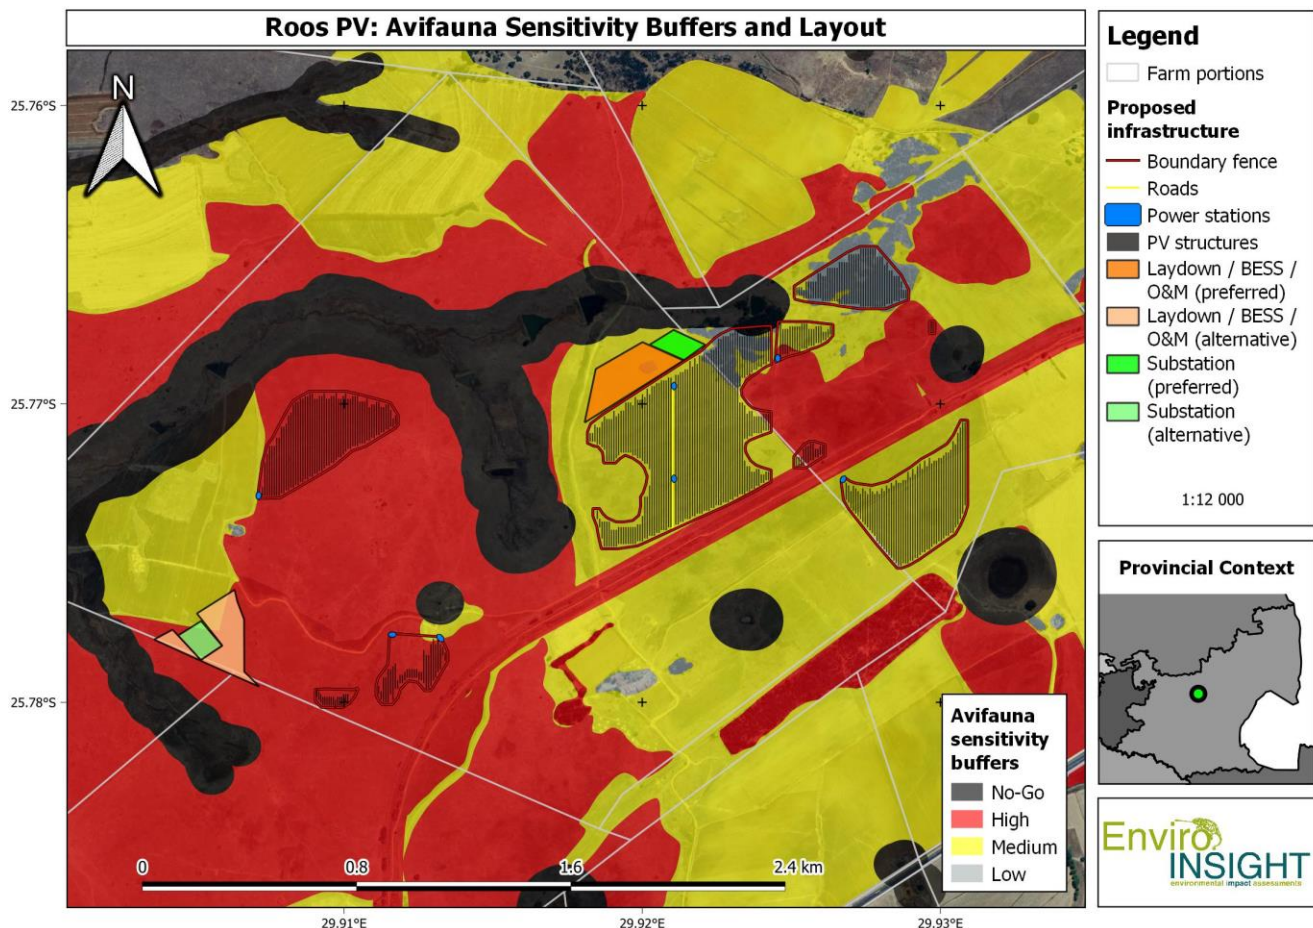 Roos PV: Avifauna Sensitivity Buffers and Layout
N
25.76°S
25.77°S
25.78°S
29.91°E
29.92°E
29.93°E
0
0.8
1.6
2.4 km
Avifauna
sensitivity
buffers
No-Go
High
Medium
Low
Legend
Farm portions
Proposed
infrastructure
Boundary fence
Roads
Power stations
PV structures
Laydown / BESS /
O&M (preferred)
Laydown / BESS /
O&M (alternative)
Substation
(preferred)
Substation
(alternative)
1:12 000
Provincial Context
Enviro
INSIGHT
environmental impact assessments